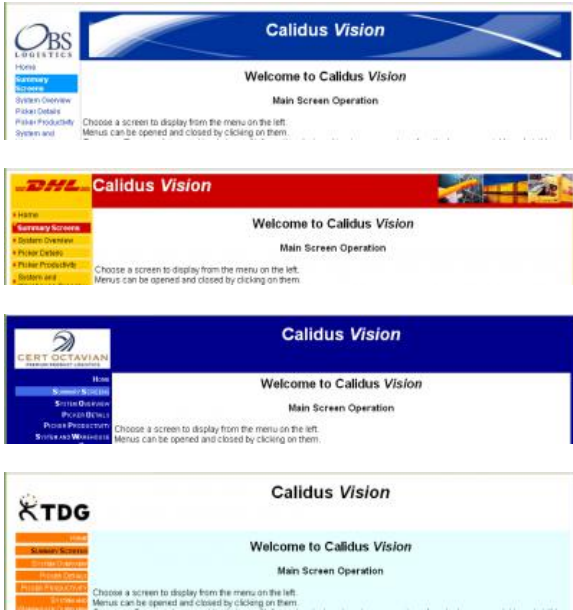 OBS
LOGISTICS
Calidus Vision
Home
Summary
Screens
System Overview
Picker Details
Picker Productivity
System and
Welcome to Calidus Vision
Main Screen Operation
Choose a screen to display from the menu on the left.
Menus can be opened and closed by clicking on them.
DHL
Calidus Vision
Home
Summary Screens
System Overview
Picker Details
Picker Productivity
System and
Welcome to Calidus Vision
Main Screen Operation
Choose a screen to display from the menu on the left.
Menus can be opened and closed by clicking on them.
CERT OCTAVIAN
Calidus Vision
Home
Summary Screens
System Overview
Picker Details
Picker Productivity
System and Warehouse
Welcome to Calidus Vision
Main Screen Operation
Choose a screen to display from the menu on the left.
Menus can be opened and closed by clicking on them.
TDG
Calidus Vision
Home
Summary Screens
System Overview
Picker Details
Picker Productivity
System and
Welcome to Calidus Vision
Main Screen Operation
Choose a screen to display from the menu on the left.
Menus can be opened and closed by clicking on them.